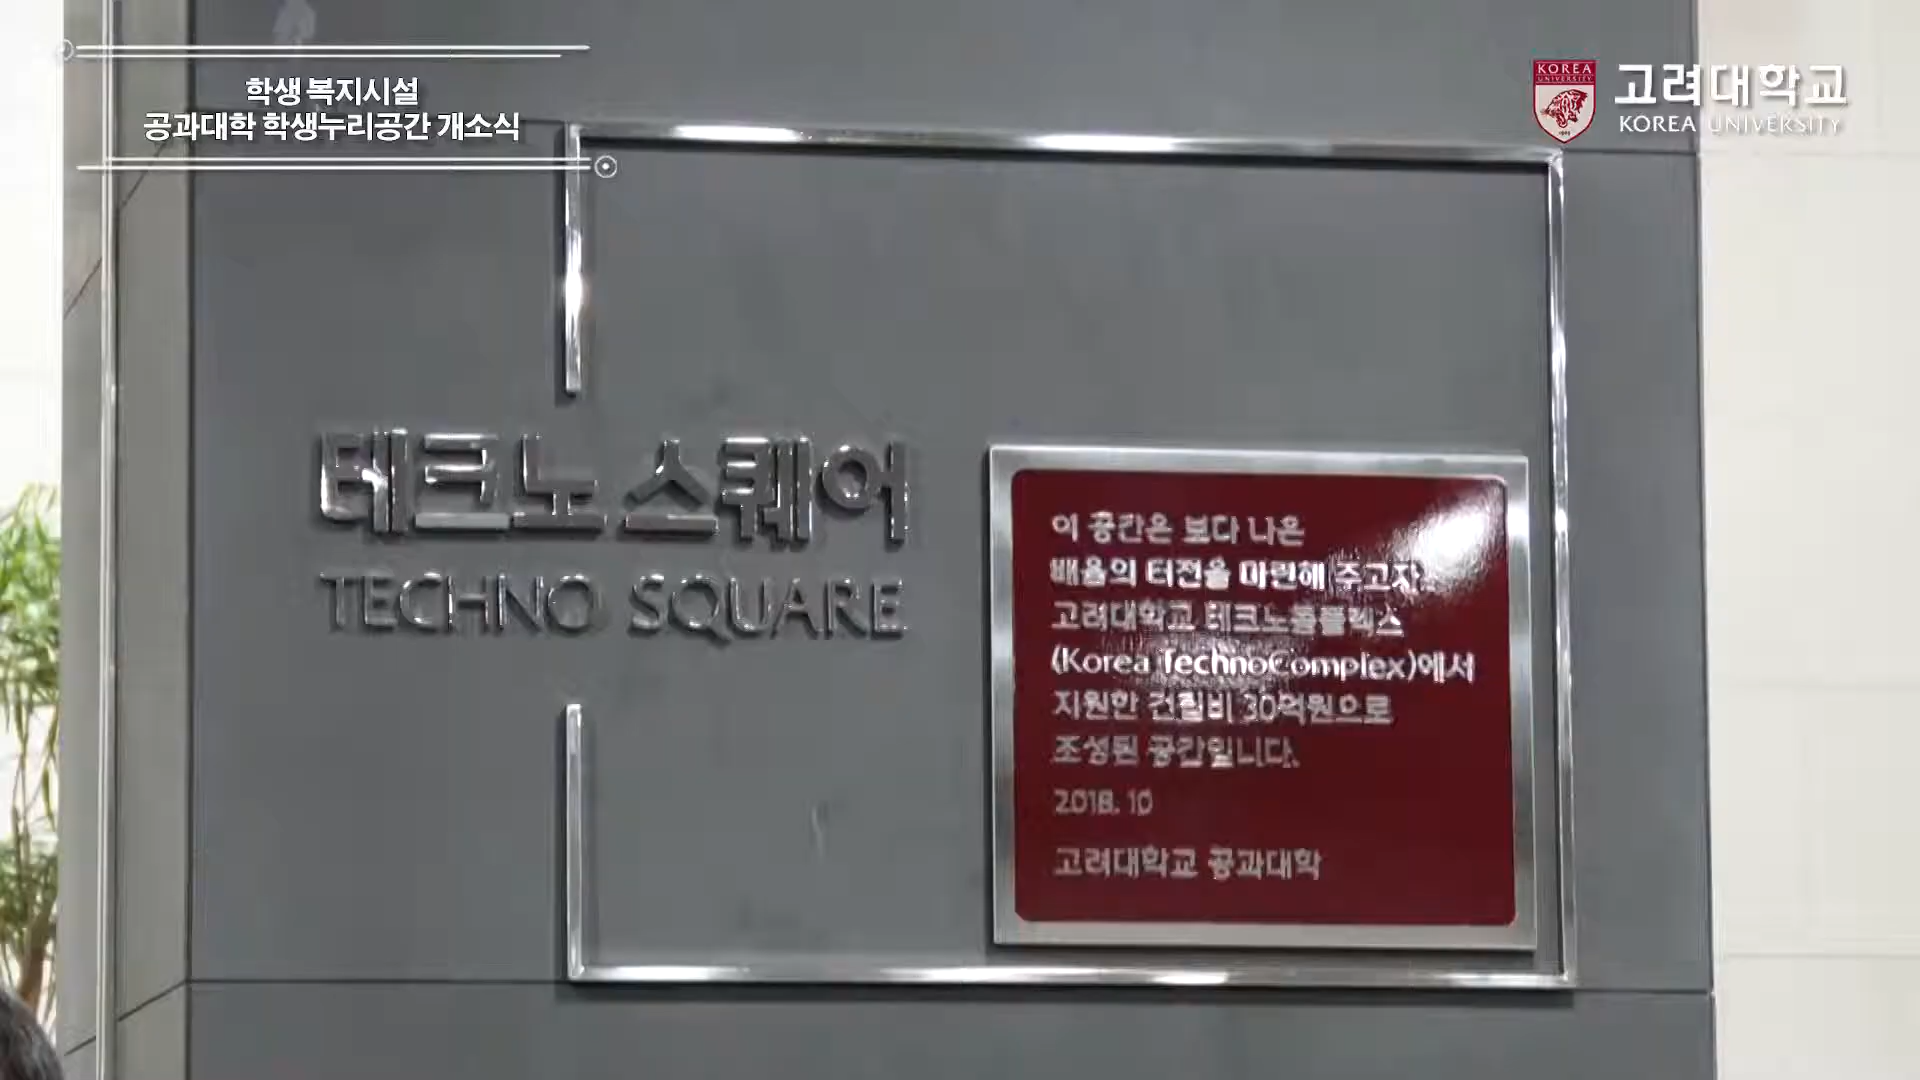 학생 복지시설
공과대학 학생누리공간 개소식
KOREA
UNIVERSITY
1905
고려대학교
KOREA UNIVERSITY
테크노 스퀘어
TECHNO SQUARE
이 공간은 보다 나은
배움의 터전을 마련해 주고자
고려대학교 테크노콤플렉스
(Korea TechnoComplex)에서
지원한 건립비 30억원으로
조성된 공간입니다.
2018. 10
고려대학교 공과대학